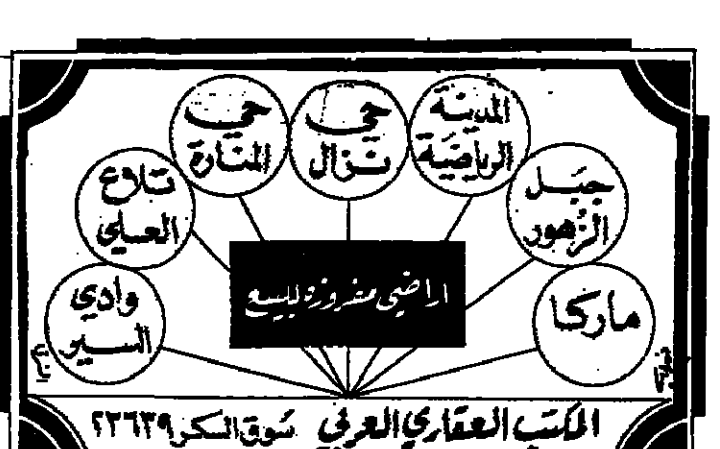 ماركا
جبل
الزهور
المدينة
الرياضية
حي
نزال
حي
المنارة
تلاع
العلي
وادي
السير
اراضي مفروزة للبيع
المكتب العقاري العربي سوق السكر ٢٣٦٣٩